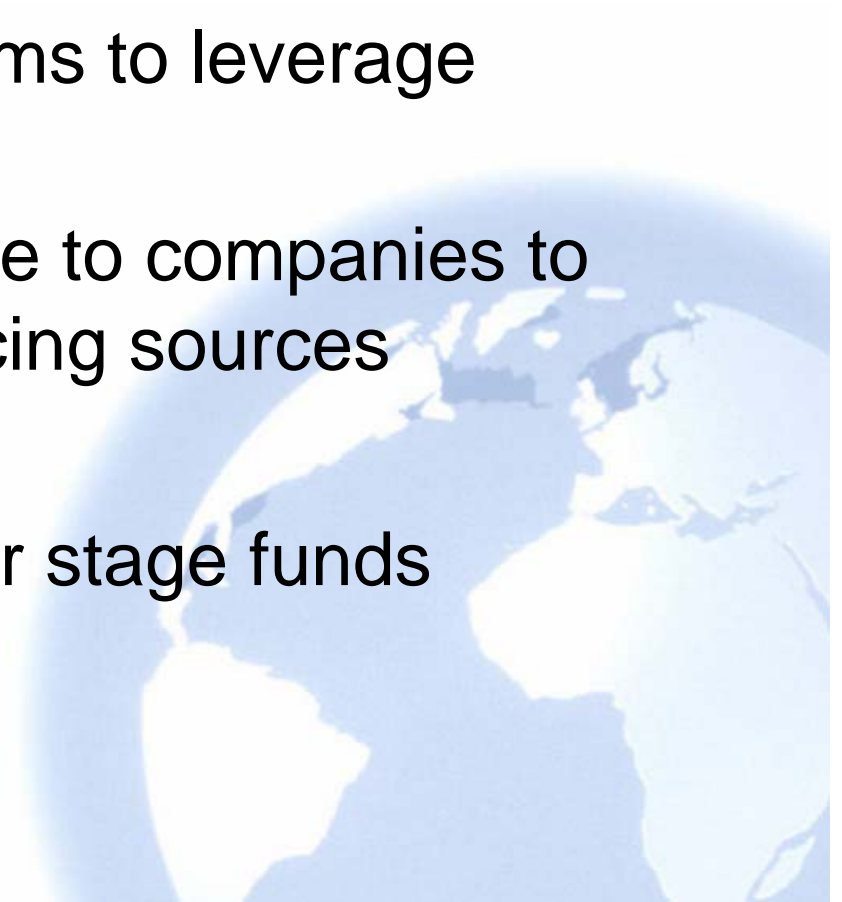 ms to leverage
e to companies to
cing sources
r stage funds